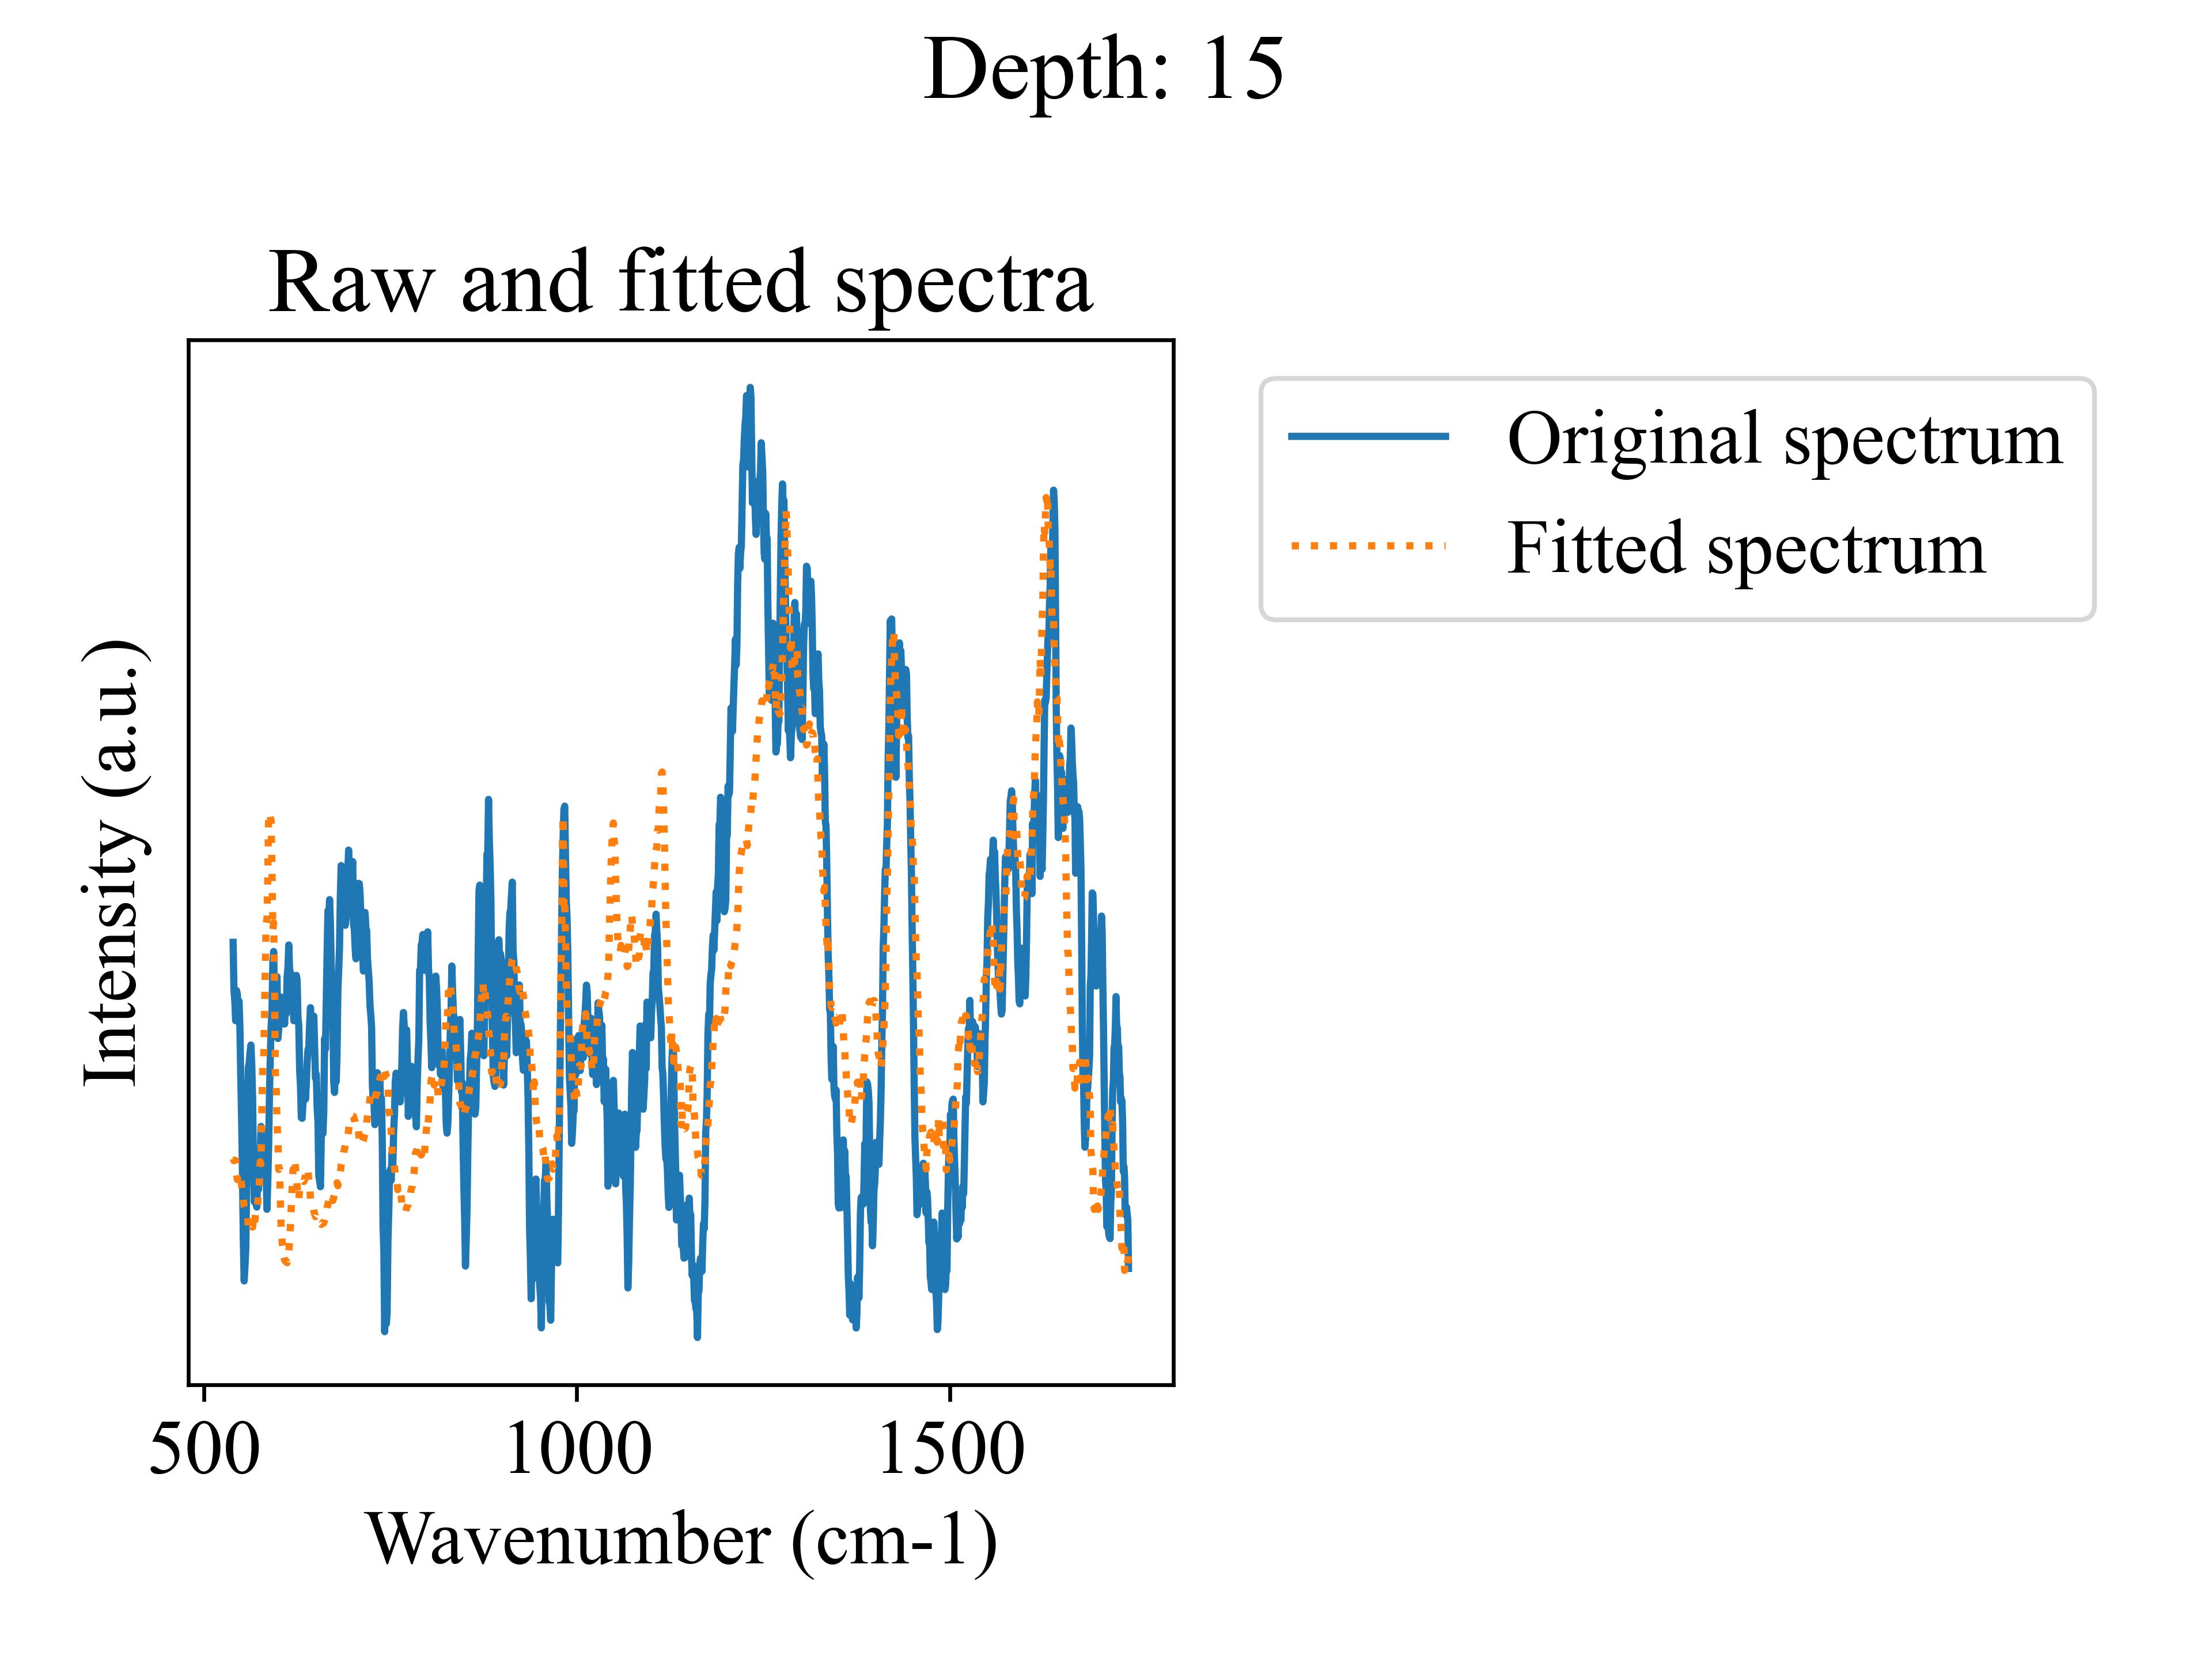 Depth: 15
Raw and fitted spectra
Original spectrum
Fitted spectrum
Intensity (a.u.)
500
1000
1500
Wavenumber (cm-1)